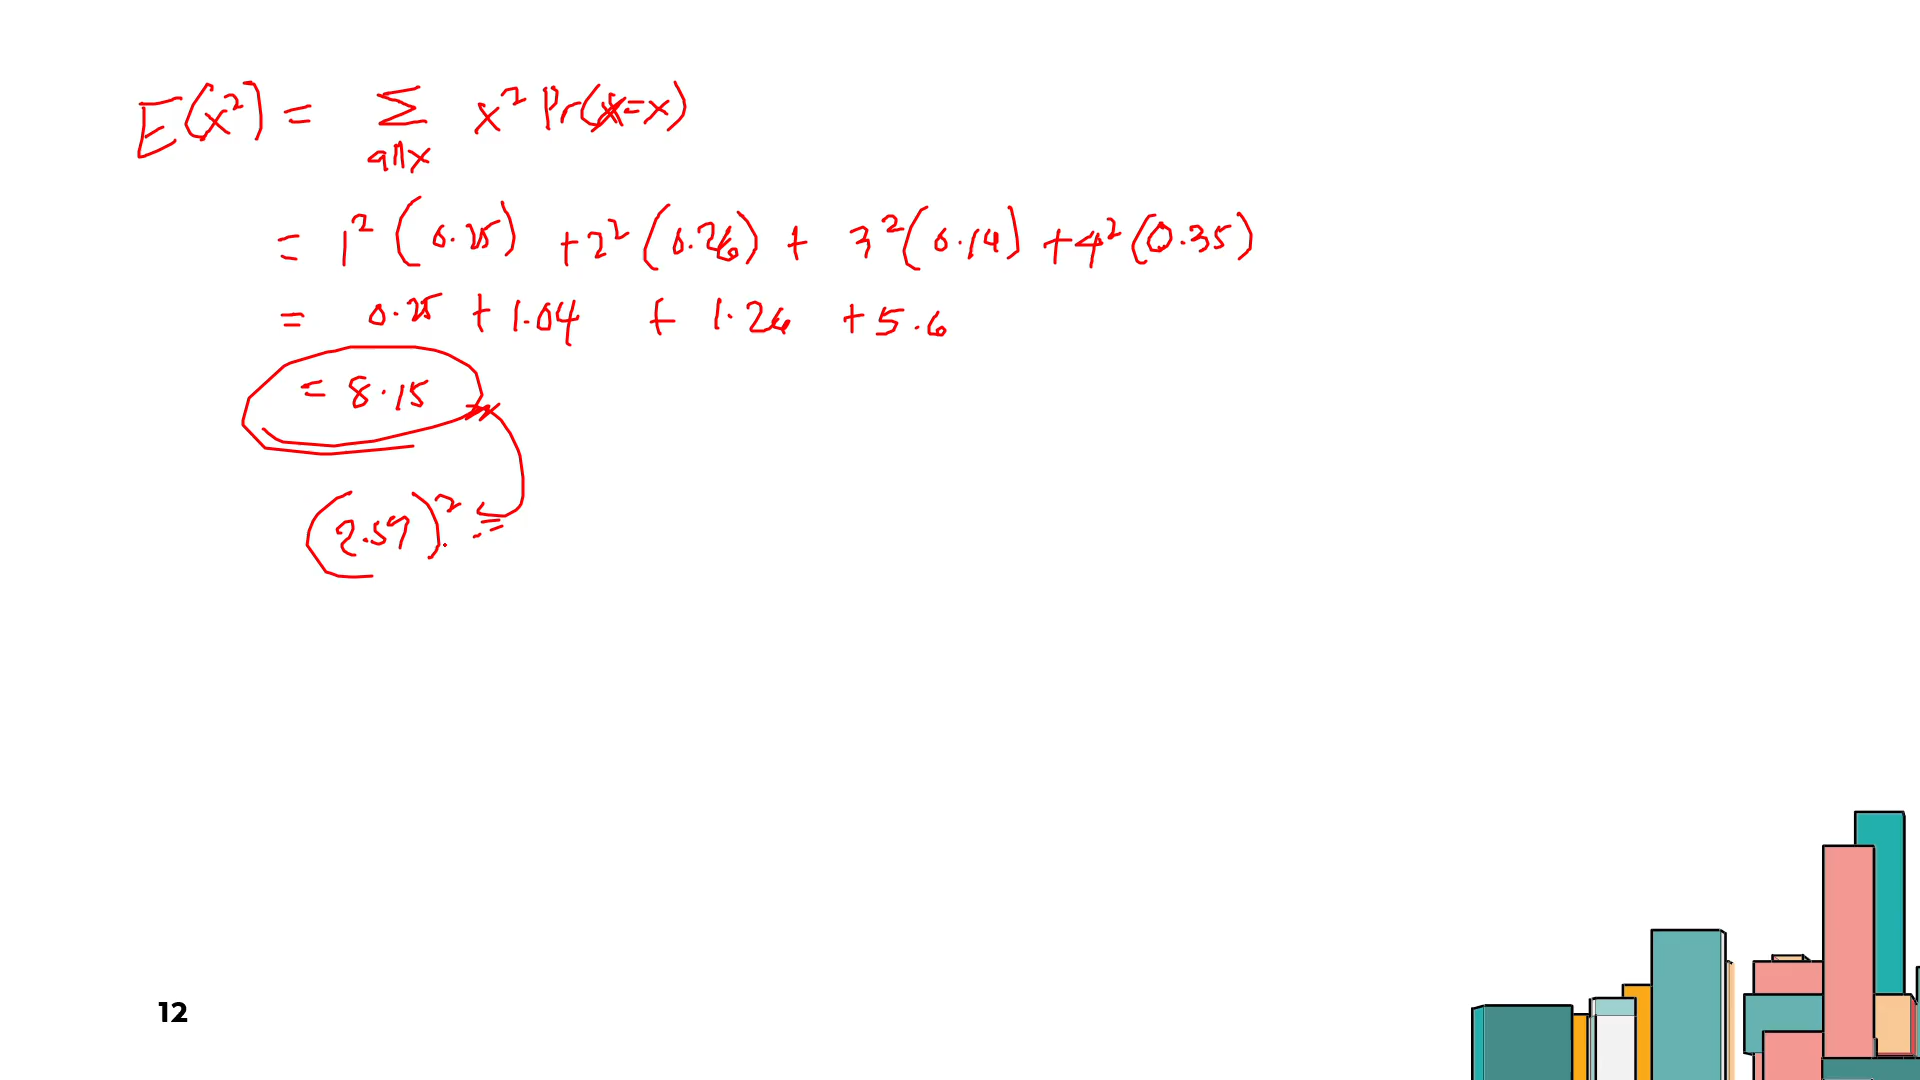 E(x²) = Σ x² Pr(X=x)
all x
= 1² (0.25) + 2² (0.26) + 3² (0.14) + 4² (0.35)
= 0.25 + 1.04 + 1.26 + 5.6
= 8.15
(2.59)² =
12